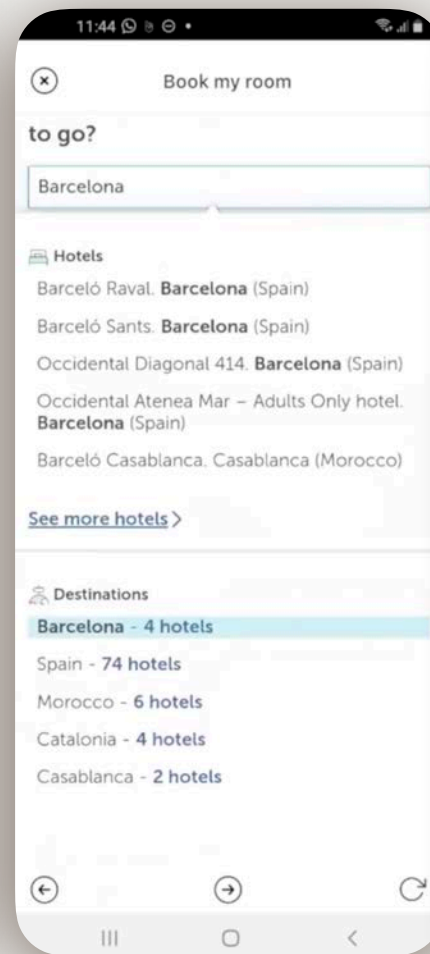 11:44
Book my room
to go?
Barcelona
Hotels
Barceló Raval. Barcelona (Spain)
Barceló Sants. Barcelona (Spain)
Occidental Diagonal 414. Barcelona (Spain)
Occidental Atenea Mar – Adults Only hotel.
Barcelona (Spain)
Barceló Casablanca. Casablanca (Morocco)
See more hotels >
Destinations
Barcelona - 4 hotels
Spain - 74 hotels
Morocco - 6 hotels
Catalonia - 4 hotels
Casablanca - 2 hotels